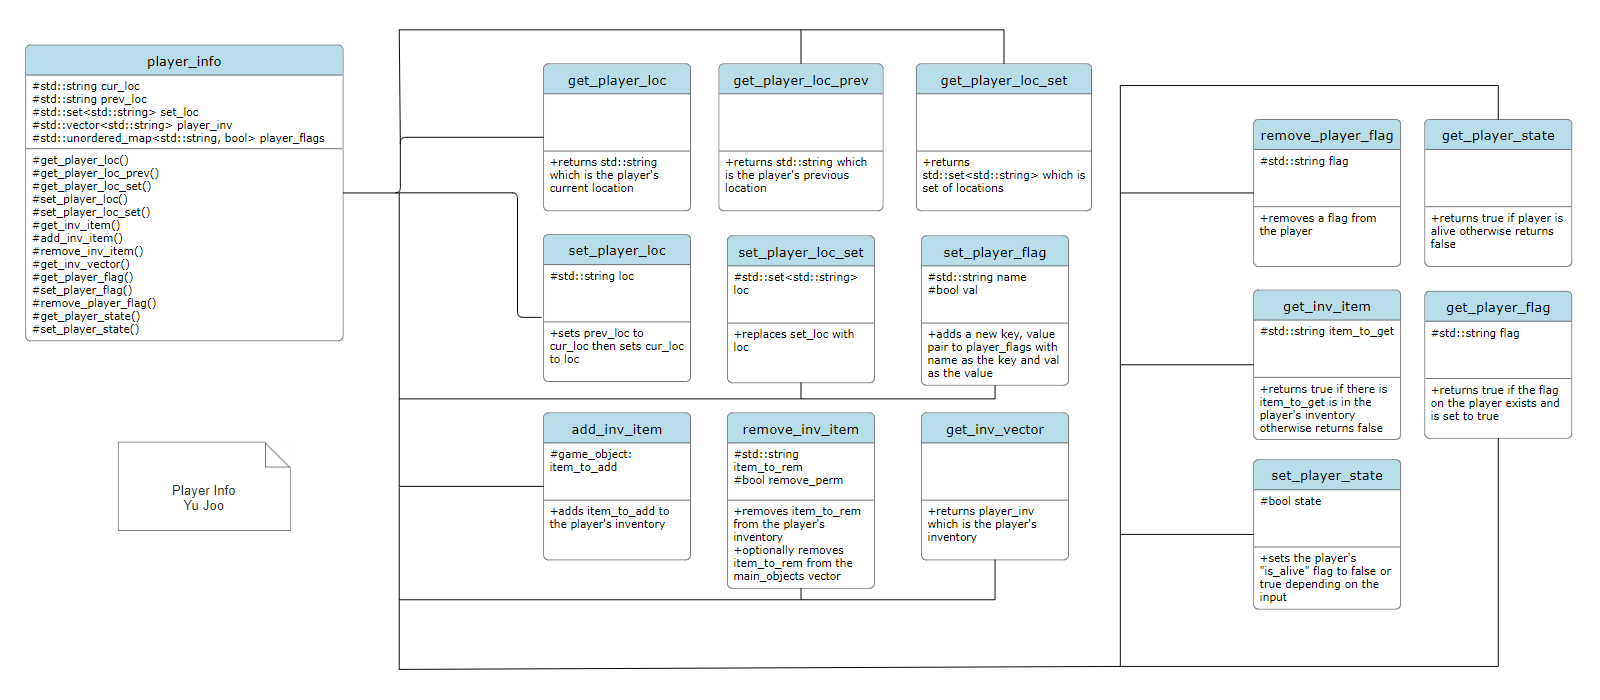 player_info
#std::string cur_loc
#std::string prev_loc
#std::set<std::string> set_loc
#std::vector<std::string> player_inv
#std::unordered_map<std::string, bool> player_flags
#get_player_loc()
#get_player_loc_prev()
#get_player_loc_set()
#set_player_loc()
#set_player_loc_set()
#get_inv_item()
#add_inv_item()
#remove_inv_item()
#get_inv_vector()
#get_player_flag()
#set_player_flag()
#remove_player_flag()
#get_player_state()
#set_player_state()
Player Info
Yu Joo
get_player_loc
+returns std::string
which is the player's
current location
get_player_loc_prev
+returns std::string which
is the player's previous
location
get_player_loc_set
+returns
std::set<std::string> which is
set of locations
set_player_loc
#std::string loc
+sets prev_loc to
cur_loc then sets cur_loc
to loc
set_player_loc_set
#std::set<std::string>
loc
+replaces set_loc with
loc
set_player_flag
#std::string name
#bool val
+adds a new key, value
pair to player_flags with
name as the key and val
as the value
add_inv_item
#game_object:
item_to_add
+adds item_to_add to
the player's inventory
remove_inv_item
#std::string
item_to_rem
#bool remove_perm
+removes item_to_rem
from the player's
inventory
+optionally removes
item_to_rem from the
main_objects vector
get_inv_vector
+returns player_inv
which is the player's
inventory
remove_player_flag
#std::string flag
+removes a flag from
the player
get_player_state
+returns true if player is
alive otherwise returns
false
get_inv_item
#std::string item_to_get
+returns true if there is
item_to_get is in the
player's inventory
otherwise returns false
get_player_flag
#std::string flag
+returns true if the flag
on the player exists and
is set to true
set_player_state
#bool state
+sets the player's
"is_alive" flag to false or
true depending on the
input